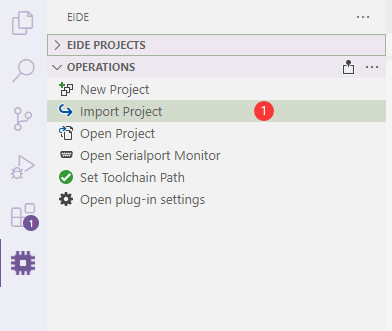 EIDE
EIDE PROJECTS
OPERATIONS
New Project
Import Project 1
Open Project
Open Serialport Monitor
Set Toolchain Path
1
Open plug-in settings